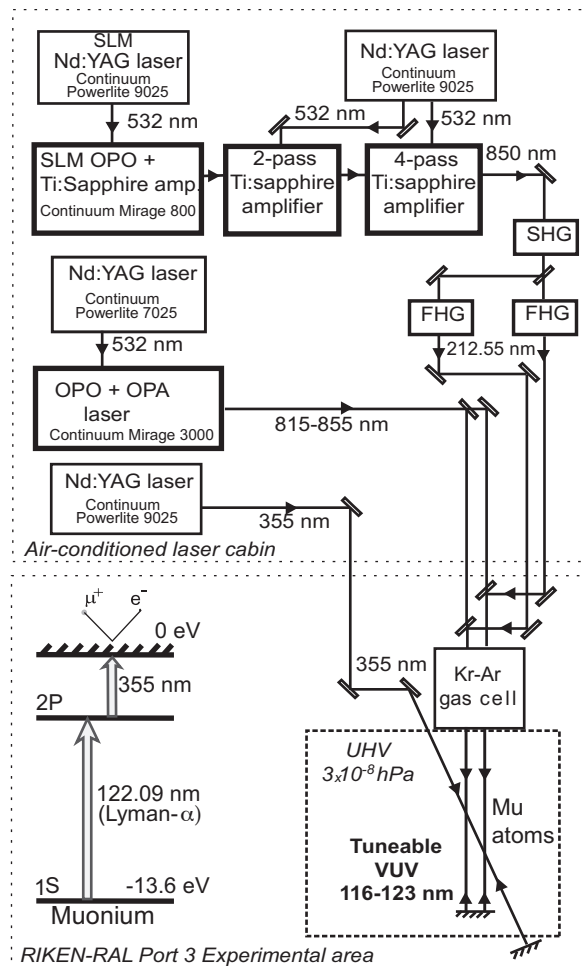 SLM
Nd:YAG laser
Continuum
Powerlite 9025
532 nm
Nd:YAG laser
Continuum
Powerlite 9025
532 nm
532 nm
SLM OPO +
Ti:Sapphire amp.
Continuum Mirage 800
2-pass
Ti:sapphire
amplifier
4-pass
Ti:sapphire
amplifier
850 nm
SHG
FHG
FHG
212.55 nm
Nd:YAG laser
Continuum
Powerlite 7025
532 nm
OPO + OPA
laser
Continuum Mirage 3000
815-855 nm
Nd:YAG laser
Continuum
Powerlite 9025
355 nm
Air-conditioned laser cabin
μ+
e-
0 eV
355 nm
2P
122.09 nm
(Lyman-α)
1S
-13.6 eV
Muonium
355 nm
Kr-Ar
gas cell
UHV
3x10-8 hPa
Mu
atoms
Tuneable
VUV
116-123 nm
RIKEN-RAL Port 3 Experimental area